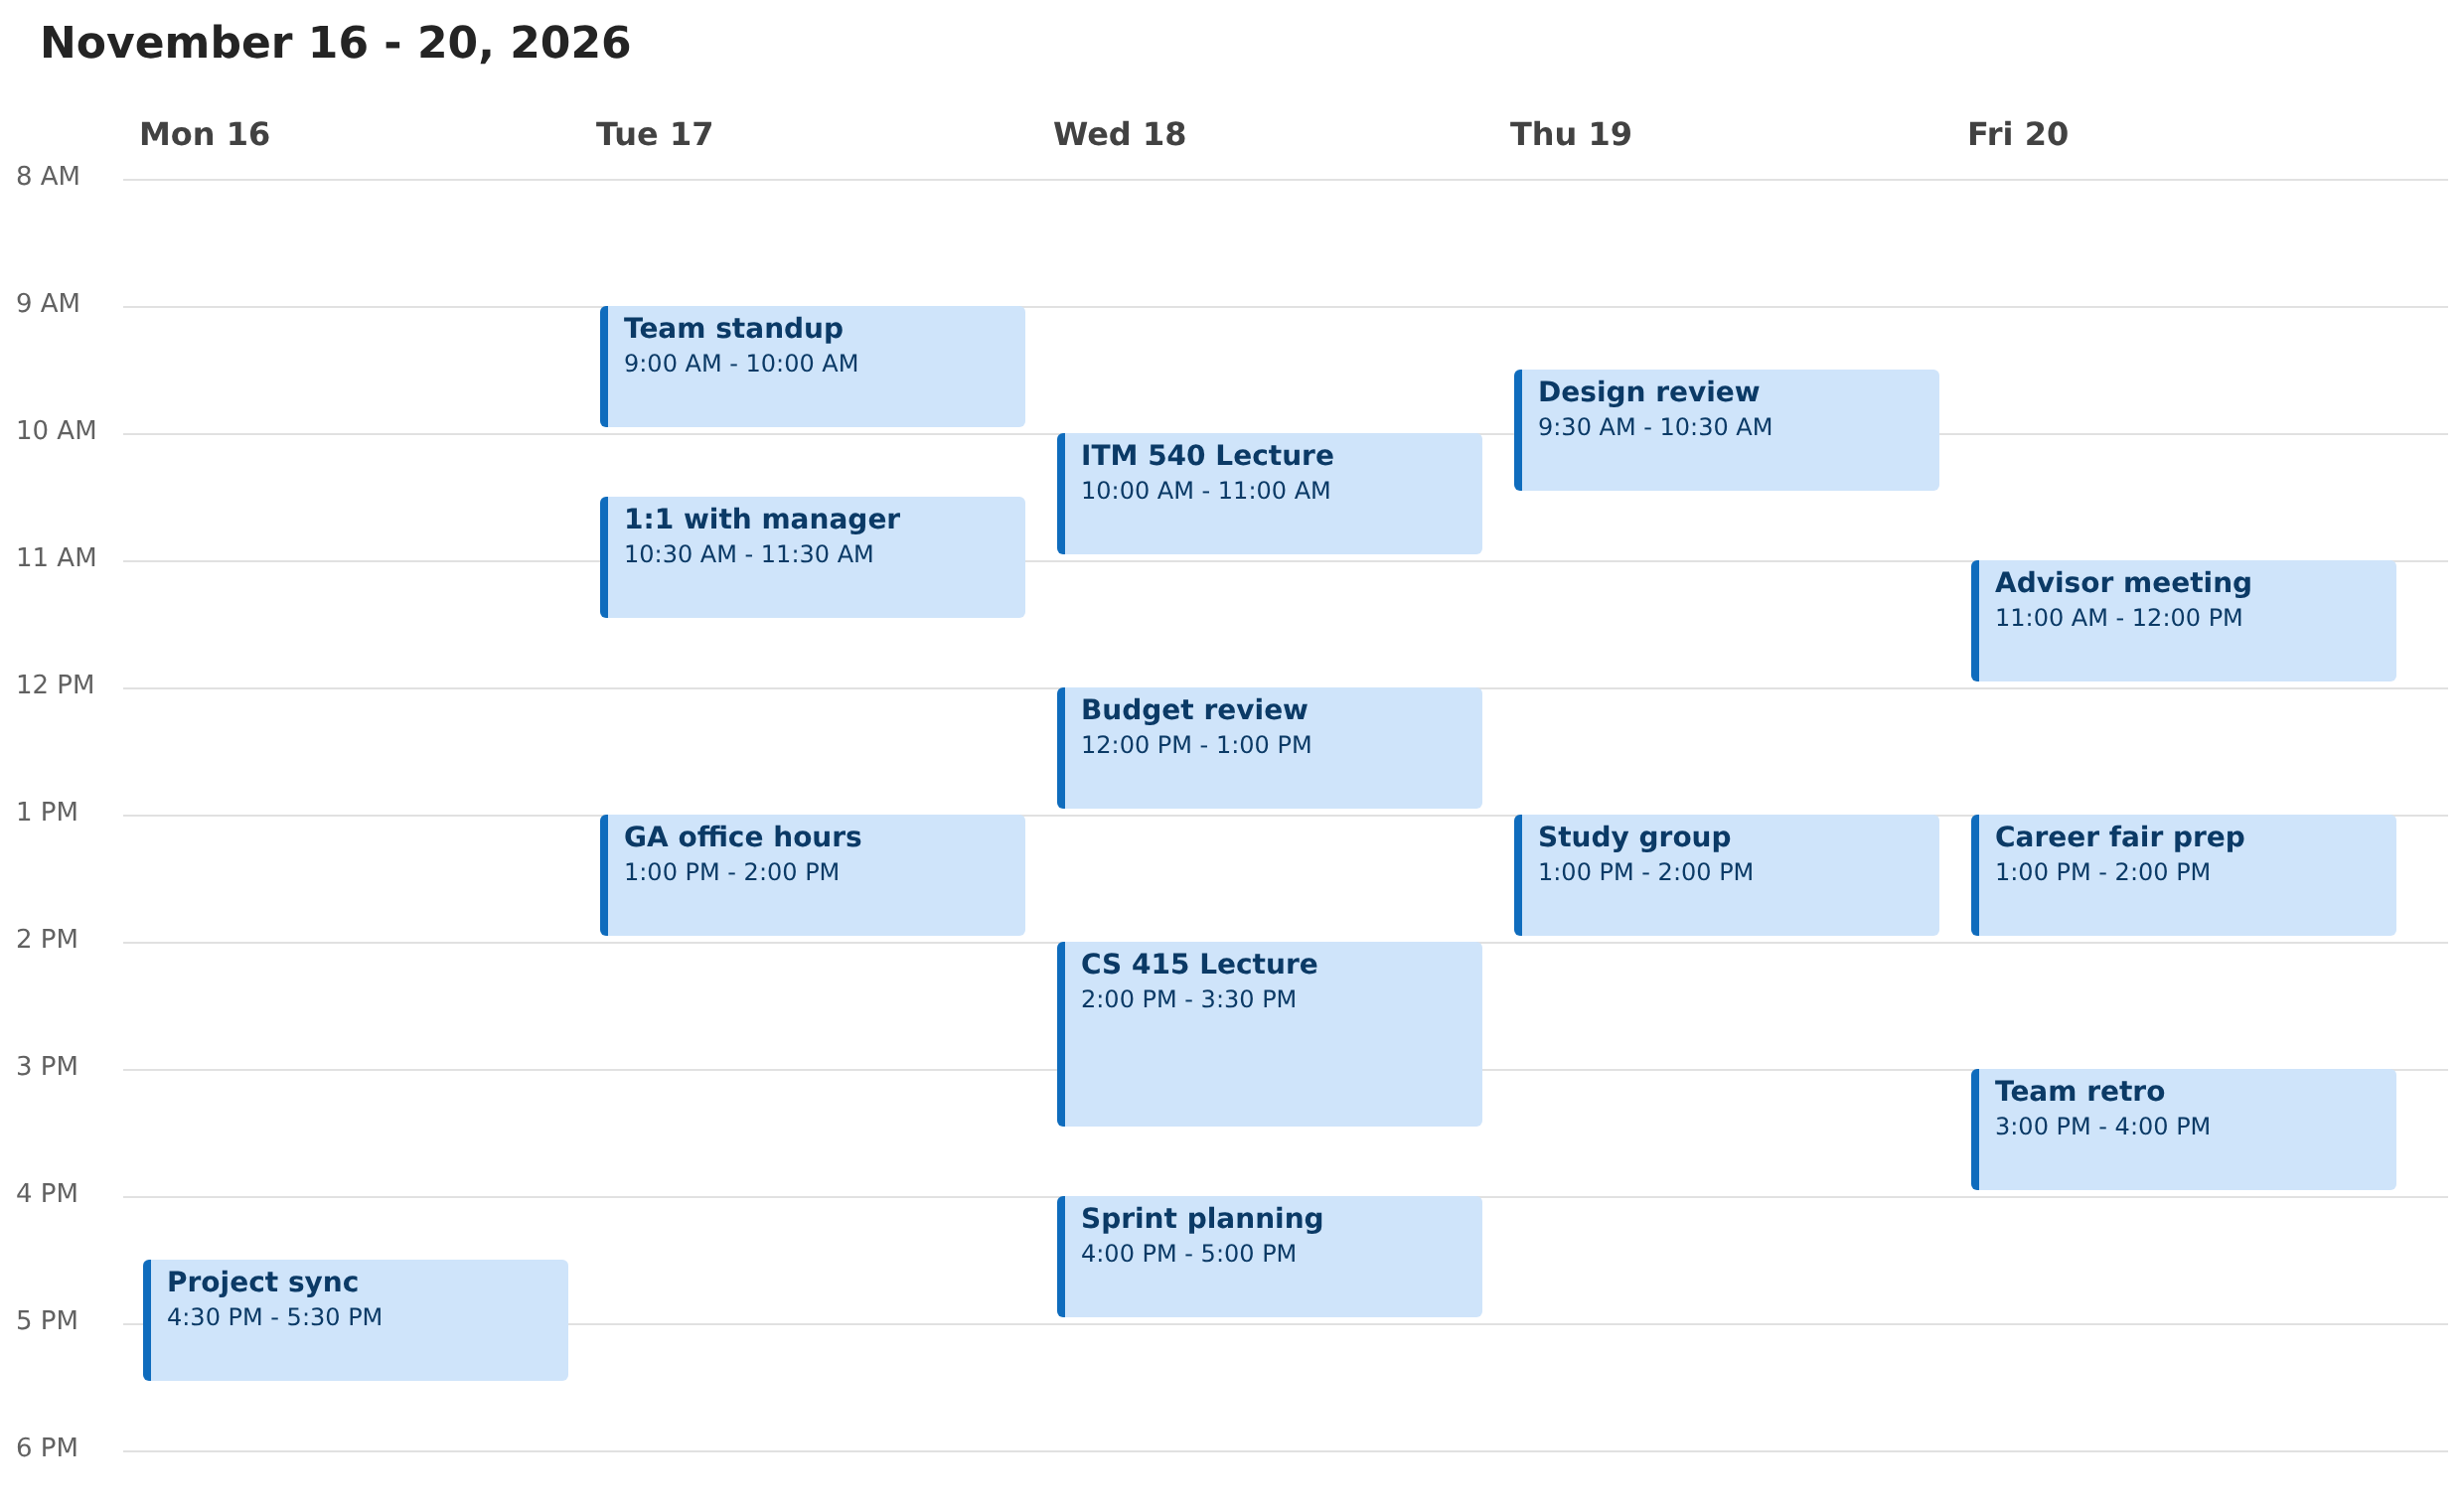 November 16 - 20, 2026
Mon 16
Tue 17
Wed 18
Thu 19
Fri 20
8 AM
9 AM
10 AM
11 AM
12 PM
1 PM
2 PM
3 PM
4 PM
5 PM
6 PM
Project sync
4:30 PM - 5:30 PM
Team standup
9:00 AM - 10:00 AM
1:1 with manager
10:30 AM - 11:30 AM
GA office hours
1:00 PM - 2:00 PM
ITM 540 Lecture
10:00 AM - 11:00 AM
Budget review
12:00 PM - 1:00 PM
CS 415 Lecture
2:00 PM - 3:30 PM
Sprint planning
4:00 PM - 5:00 PM
Design review
9:30 AM - 10:30 AM
Study group
1:00 PM - 2:00 PM
Advisor meeting
11:00 AM - 12:00 PM
Career fair prep
1:00 PM - 2:00 PM
Team retro
3:00 PM - 4:00 PM